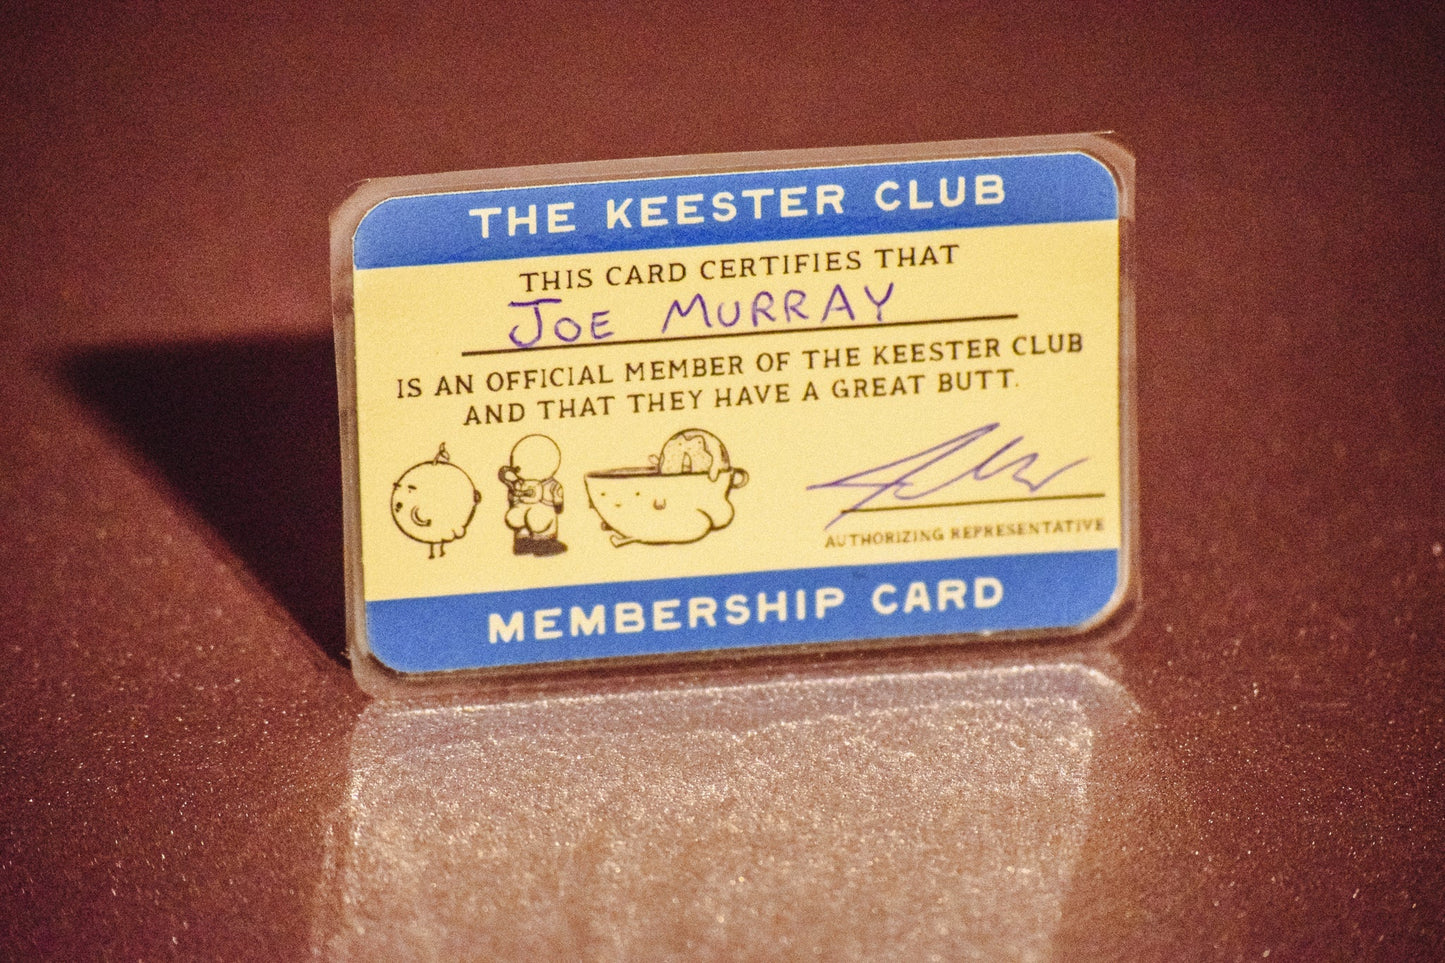 THE KEESTER CLUB
THIS CARD CERTIFIES THAT
JOE MURRAY
IS AN OFFICIAL MEMBER OF THE KEESTER CLUB
AND THAT THEY HAVE A GREAT BUTT.
AUTHORIZING REPRESENTATIVE
MEMBERSHIP CARD